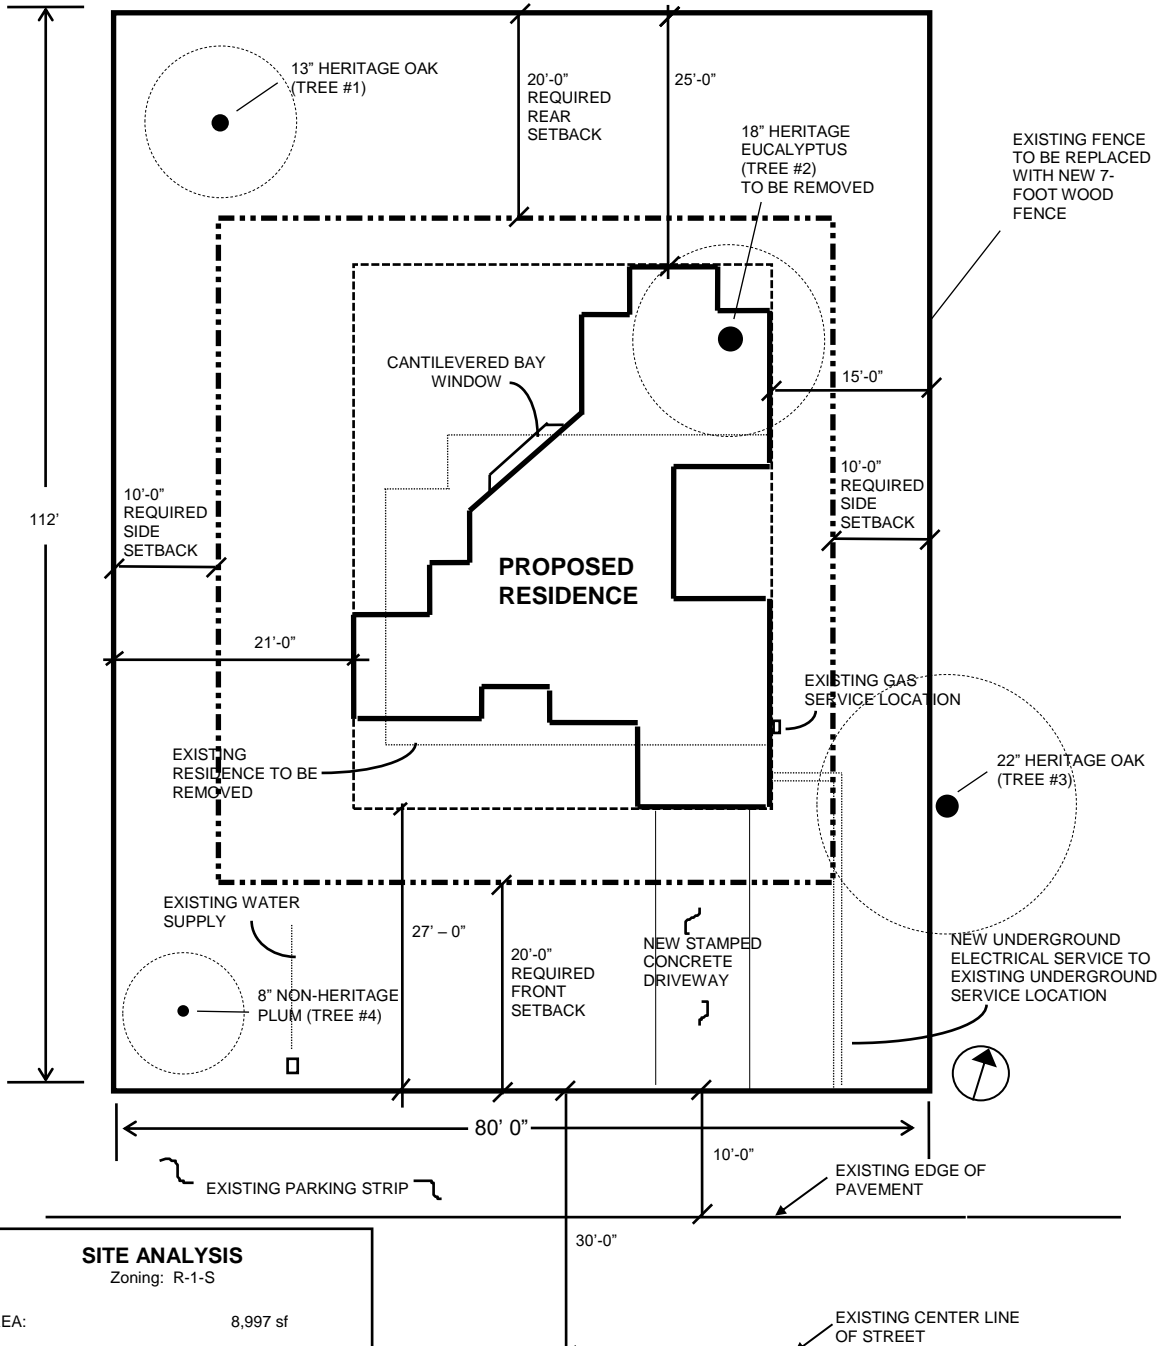 13” HERITAGE OAK
(TREE #1)
20’-0”
REQUIRED
REAR
SETBACK
25’-0”
18” HERITAGE
EUCALYPTUS
(TREE #2)
TO BE REMOVED
EXISTING FENCE
TO BE REPLACED
WITH NEW 7-
FOOT WOOD
FENCE
CANTILEVERED BAY
WINDOW
15’-0”
112’
10’-0”
REQUIRED
SIDE
SETBACK
10’-0”
REQUIRED
SIDE
SETBACK
PROPOSED
RESIDENCE
21’-0”
EXISTING GAS
SERVICE LOCATION
EXISTING
RESIDENCE TO BE
REMOVED
22” HERITAGE OAK
(TREE #3)
EXISTING WATER
SUPPLY
27’ – 0”
20’-0”
REQUIRED
FRONT
SETBACK
NEW STAMPED
CONCRETE
DRIVEWAY
NEW UNDERGROUND
ELECTRICAL SERVICE TO
EXISTING UNDERGROUND
SERVICE LOCATION
8” NON-HERITAGE
PLUM (TREE #4)
80’ 0”
10’-0”
EXISTING PARKING STRIP
EXISTING EDGE OF
PAVEMENT
30’-0”
SITE ANALYSIS
Zoning: R-1-S
EA: 8,997 sf
EXISTING CENTER LINE
OF STREET